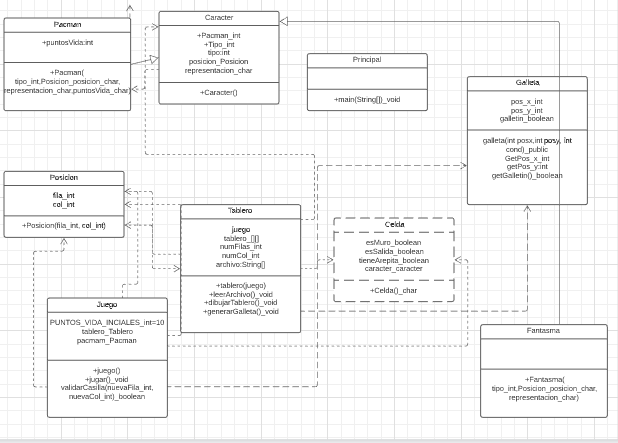 Pacman
+puntosVida:int
+Pacman(
tipo_int,Posicion_posicion_char,
representacion_char,puntosVida_char)
Caracter
+Pacman_int
+Tipo_int
tipo:int
posicion_Posicion
representacion_char
+Caracter()
Principal
+main(String[])_void
Galleta
pos_x_int
pos_y_int
galletin_boolean
galleta(int posx,int posy, int
cond)_public
GetPos_x_int
getPos_y:int
getGalletin()_boolean
Posicion
fila_int
col_int
+Posicion(fila_int, col_int)
Tablero
juego
tablero_[][]
numFilas_int
numCol_int
archivo:String[]
+tablero(juego)
+leerArchivo()_void
+dibujarTablero()_void
+generarGalleta()_void
Celda
esMuro_boolean
esSalida_boolean
tieneArepita_boolean
caracter_caracter
+Celda()_char
Juego
PUNTOS_VIDA_INCIALES_int=10
tablero_Tablero
pacmam_Pacman
+juego()
+jugar()_void
validarCasilla(nuevaFila_int,
nuevaCol_int)_boolean
Fantasma
+Fantasma(
tipo_int,Posicion_posicion_char,
representacion_char)